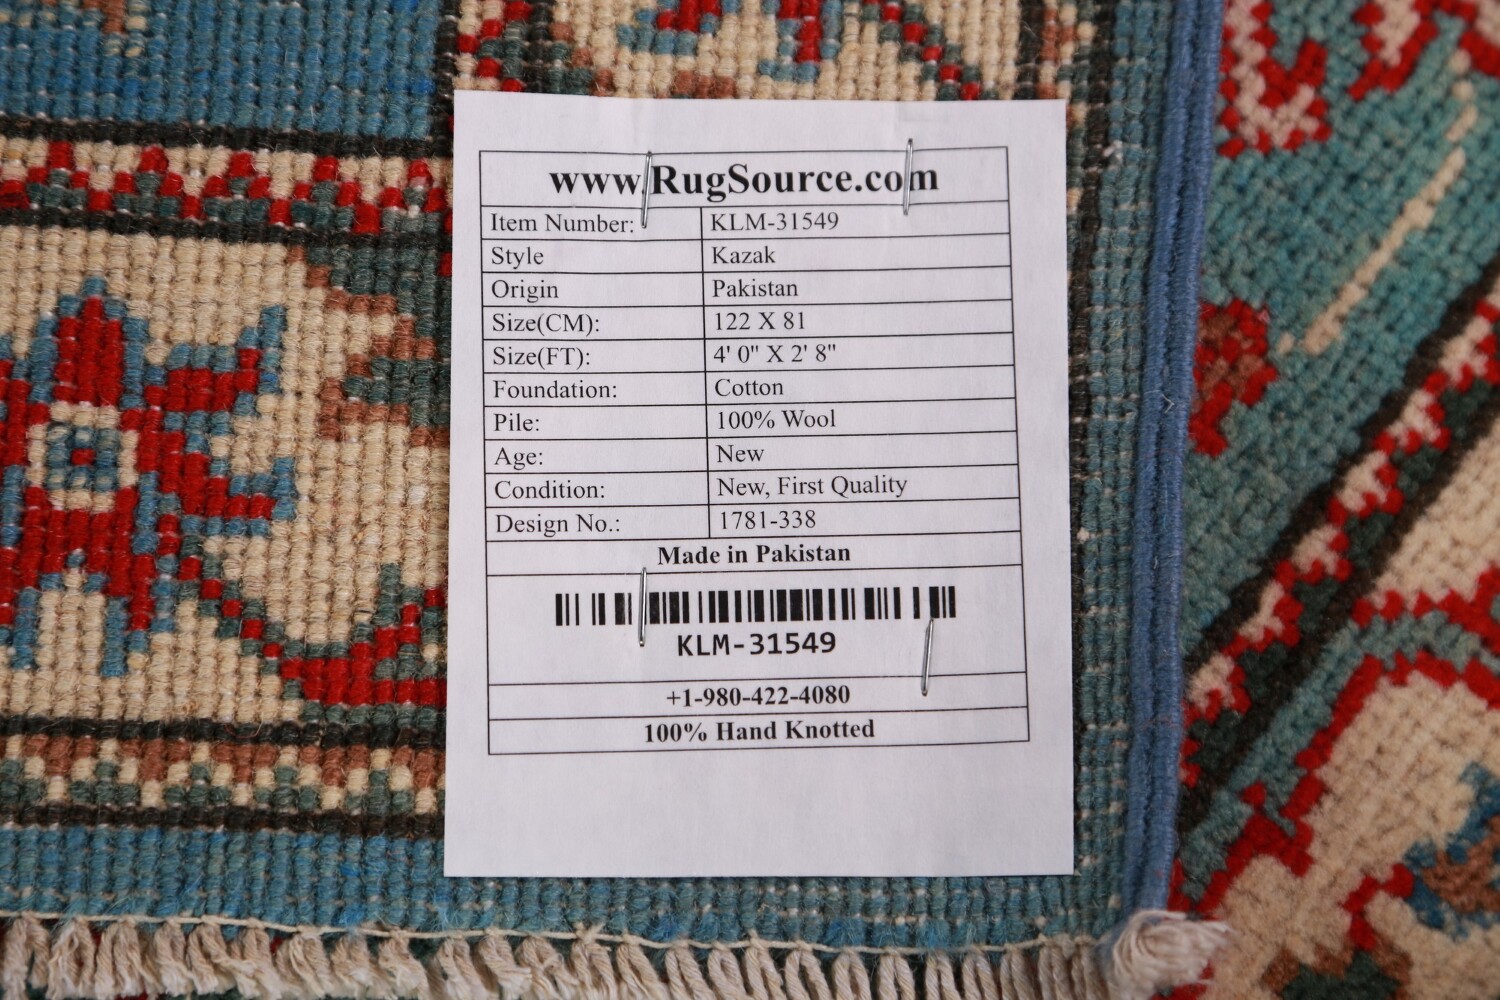 www.RugSource.com
Item Number: KLM-31549
Style Kazak
Origin Pakistan
Size(CM): 122 X 81
Size(FT): 4' 0" X 2' 8"
Foundation: Cotton
Pile: 100% Wool
Age: New
Condition: New, First Quality
Design No.: 1781-338
Made in Pakistan
KLM-31549
+1-980-422-4080
100% Hand Knotted